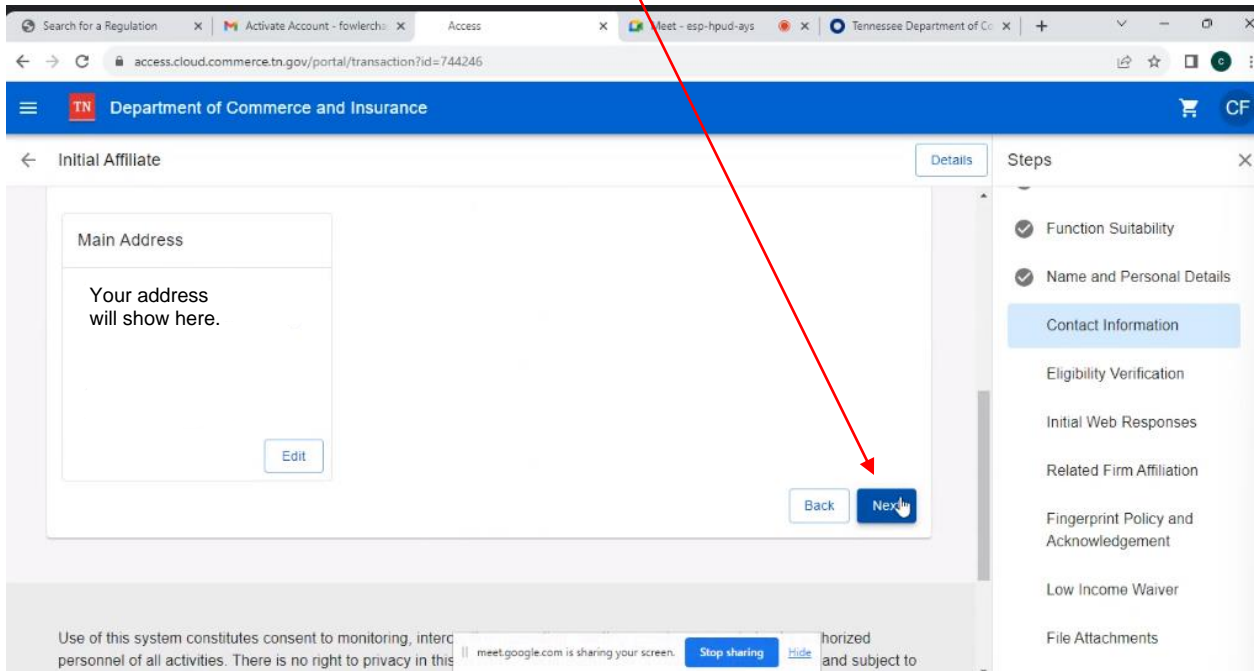 Search for a Regulation
Activate Account - fowlercha
Access
Meet - esp-hpud-ays
Tennessee Department of Co
access.cloud.commerce.tn.gov/portal/transaction?id=744246
C
TN Department of Commerce and Insurance
CF
Initial Affiliate
Details
Main Address
Your address
will show here.
Edit
Back
Next
Steps
Function Suitability
Name and Personal Details
Contact Information
Eligibility Verification
Initial Web Responses
Related Firm Affiliation
Fingerprint Policy and
Acknowledgement
Low Income Waiver
File Attachments
Use of this system constitutes consent to monitoring, horized
personnel of all activities. There is no right to privacy in this and subject to
meet.google.com is sharing your screen. Stop sharing Hide